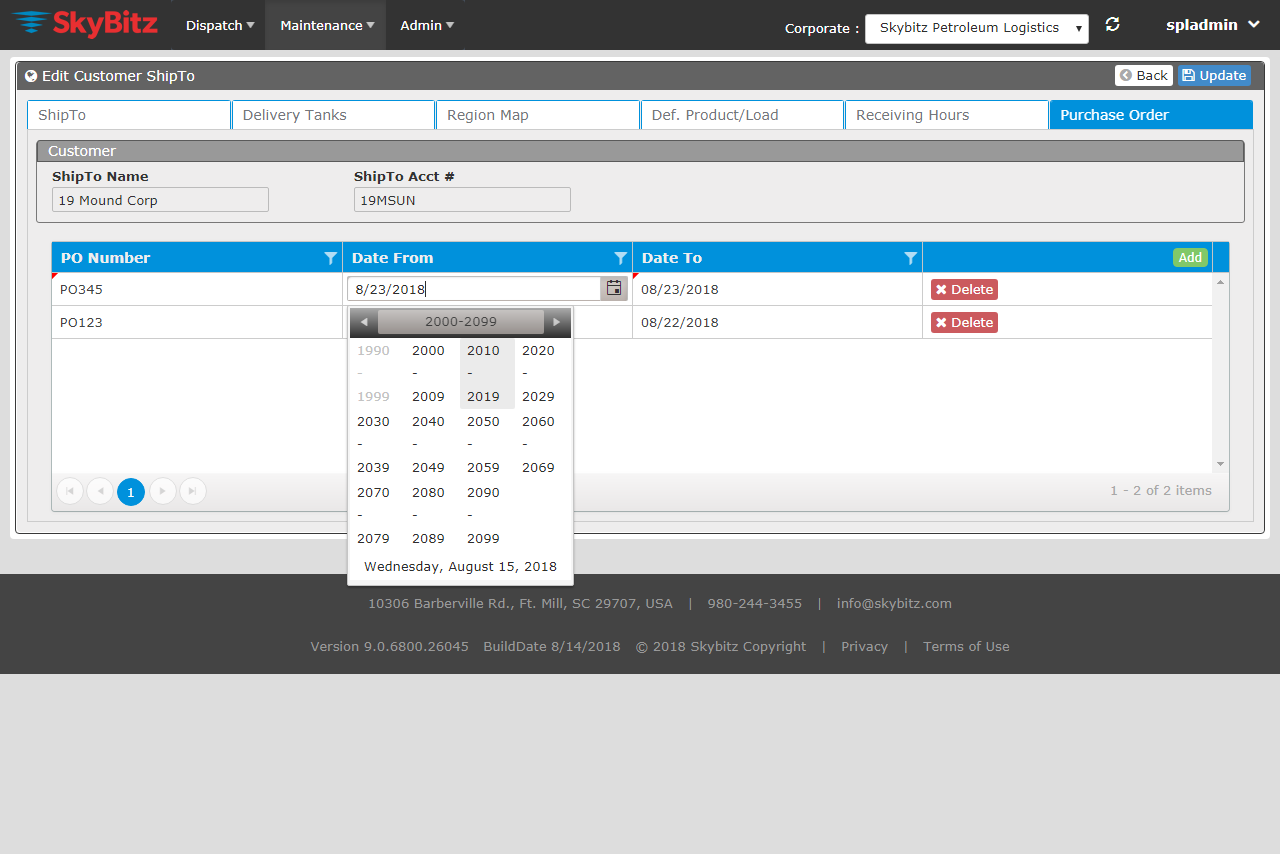 SkyBitz Dispatch Maintenance Admin Corporate : Skybitz Petroleum Logistics spladmin
Edit Customer ShipTo Back Update
ShipTo Delivery Tanks Region Map Def. Product/Load Receiving Hours Purchase Order
Customer
ShipTo Name ShipTo Acct #
19 Mound Corp 19MSUN
PO Number Date From Date To Add
PO345 8/23/2018 08/23/2018 Delete
PO123 08/22/2018 Delete
2000-2099
1990 2000 2010 2020
- - - -
1999 2009 2019 2029
2030 2040 2050 2060
- - - -
2039 2049 2059 2069
2070 2080 2090
- - -
2079 2089 2099
1 1 - 2 of 2 items
Wednesday, August 15, 2018
10306 Barberville Rd., Ft. Mill, SC 29707, USA | 980-244-3455 | info@skybitz.com
Version 9.0.6800.26045 BuildDate 8/14/2018 © 2018 Skybitz Copyright | Privacy | Terms of Use